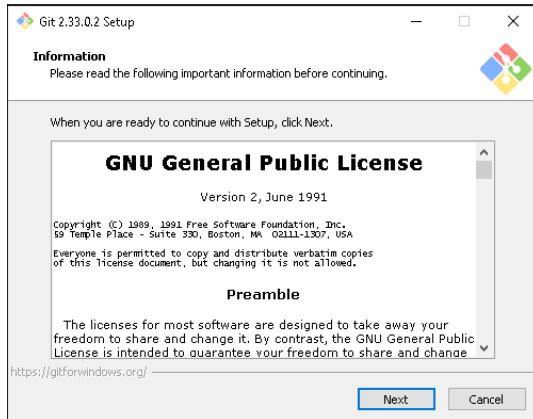 Git 2.33.0.2 Setup
Information
Please read the following important information before continuing.
When you are ready to continue with Setup, click Next.
GNU General Public License
Version 2, June 1991
Copyright (C) 1989, 1991 Free Software Foundation, Inc.
59 Temple Place - Suite 330, Boston, MA  02111-1307, USA
Everyone is permitted to copy and distribute verbatim copies
of this license document, but changing it is not allowed.
Preamble
The licenses for most software are designed to take away your
freedom to share and change it. By contrast, the GNU General Public
License is intended to guarantee your freedom to share and change
https://gitforwindows.org/
Next
Cancel